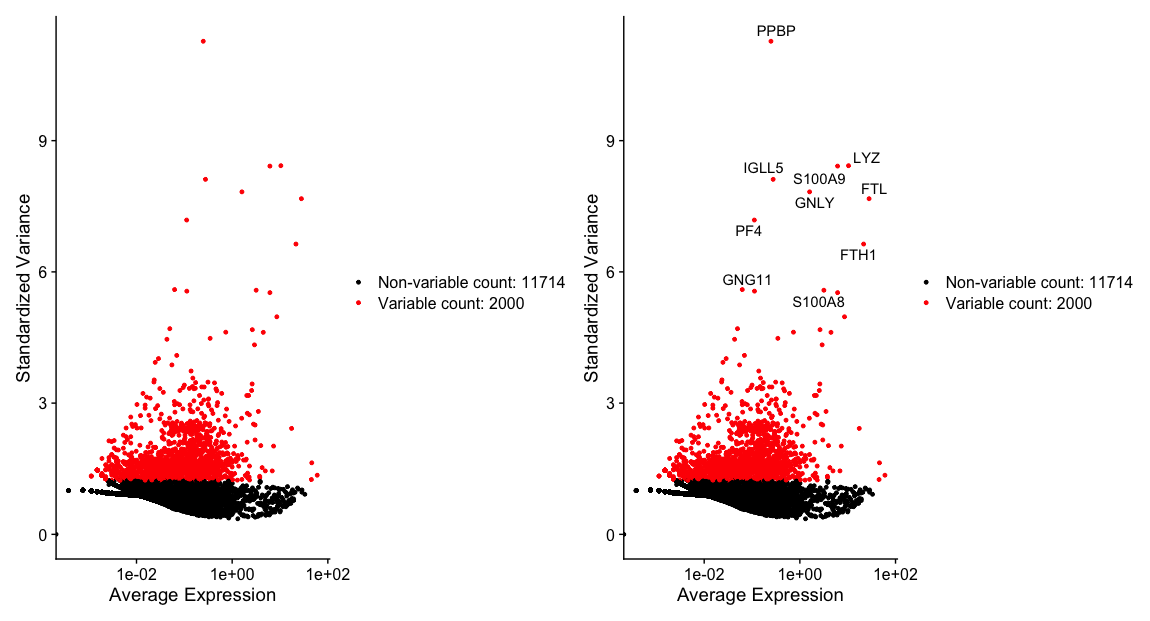 Standardized Variance
9
6
3
0
1e-02
1e+00
1e+02
Average Expression
Non-variable count: 11714
Variable count: 2000
Standardized Variance
9
6
3
0
PPBP
LYZ
IGLL5
S100A9
FTL
GNLY
PF4
FTH1
GNG11
S100A8
1e-02
1e+00
1e+02
Average Expression
Non-variable count: 11714
Variable count: 2000